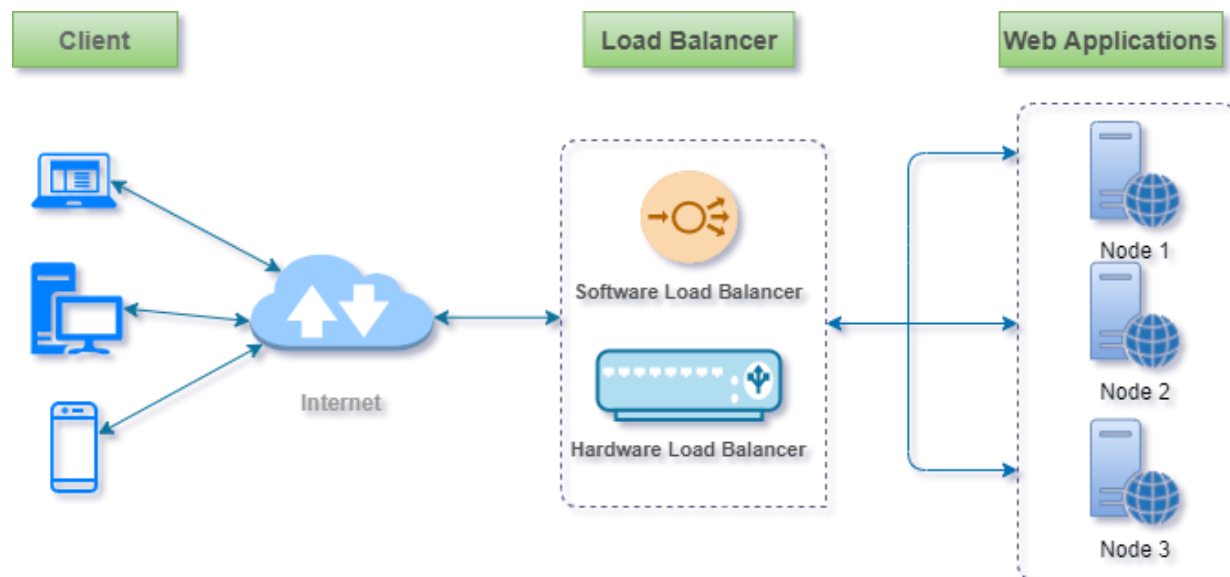 Client
Load Balancer
Web Applications
Node 1
Software Load Balancer
Internet
Node 2
Hardware Load Balancer
Node 3